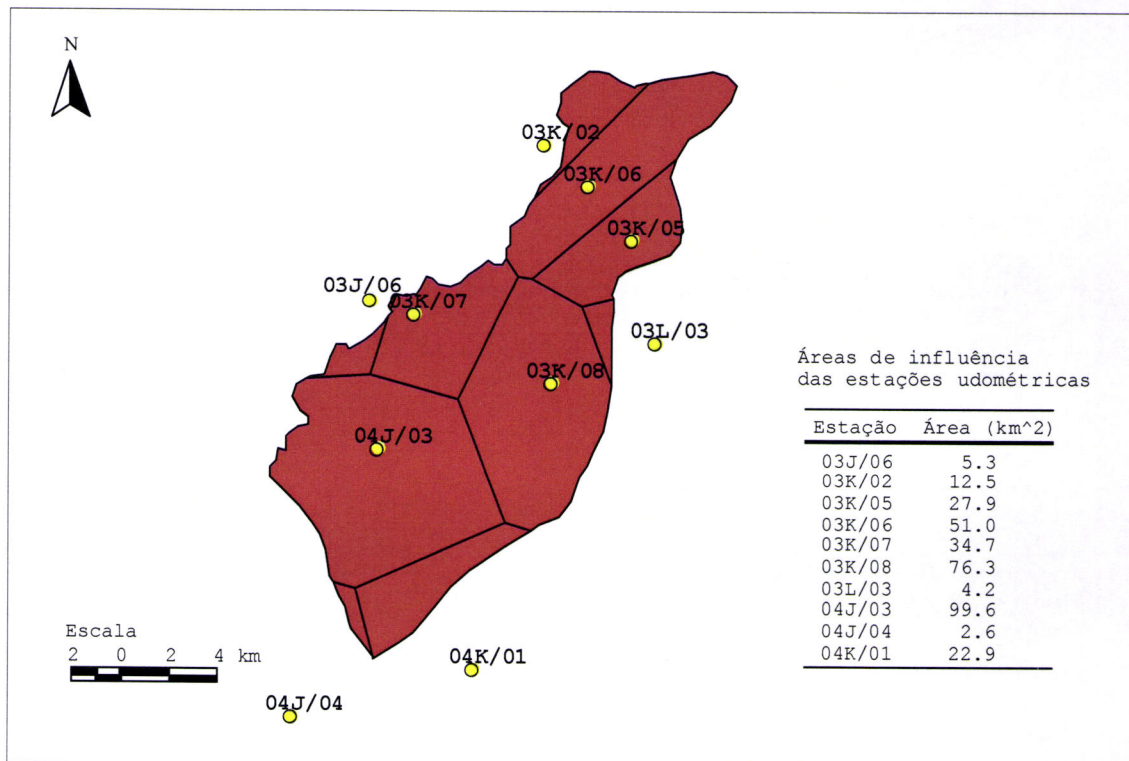 N
03K/02
03K/06
03K/05
03J/06
03K/07
03L/03
03K/08
04J/03
Áreas de influência
das estações udométricas
Estação Área (km^2)
03J/06 5.3
03K/02 12.5
03K/05 27.9
03K/06 51.0
03K/07 34.7
03K/08 76.3
03L/03 4.2
04J/03 99.6
04J/04 2.6
04K/01 22.9
Escala
2 0 2 4 km
04K/01
04J/04